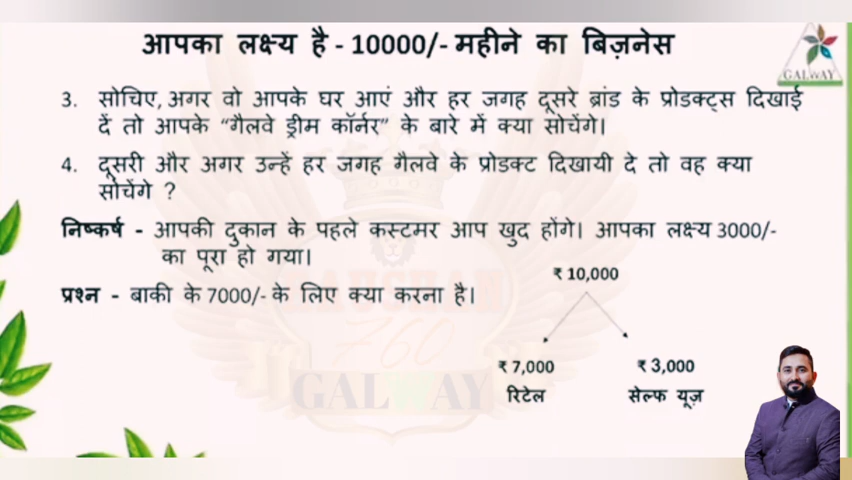 आपका लक्ष्य है - 10000/- महीने का बिज़नेस
GALWAY
3. सोचिए, अगर वो आपके घर आएं और हर जगह दूसरे ब्रांड के प्रोडक्ट्स दिखाई
दें तो आपके “गैलवे ड्रीम कॉर्नर” के बारे में क्या सोचेंगे।
4. दूसरी और अगर उन्हें हर जगह गैलवे के प्रोडक्ट दिखायी दे तो वह क्या
सोचेंगे ?
निष्कर्ष - आपकी दुकान के पहले कस्टमर आप खुद होंगे। आपका लक्ष्य 3000/-
का पूरा हो गया।
प्रश्न - बाकी के 7000/- के लिए क्या करना है।
₹ 10,000
₹ 7,000
रिटेल
₹ 3,000
सेल्फ यूज़
760
GALWAY